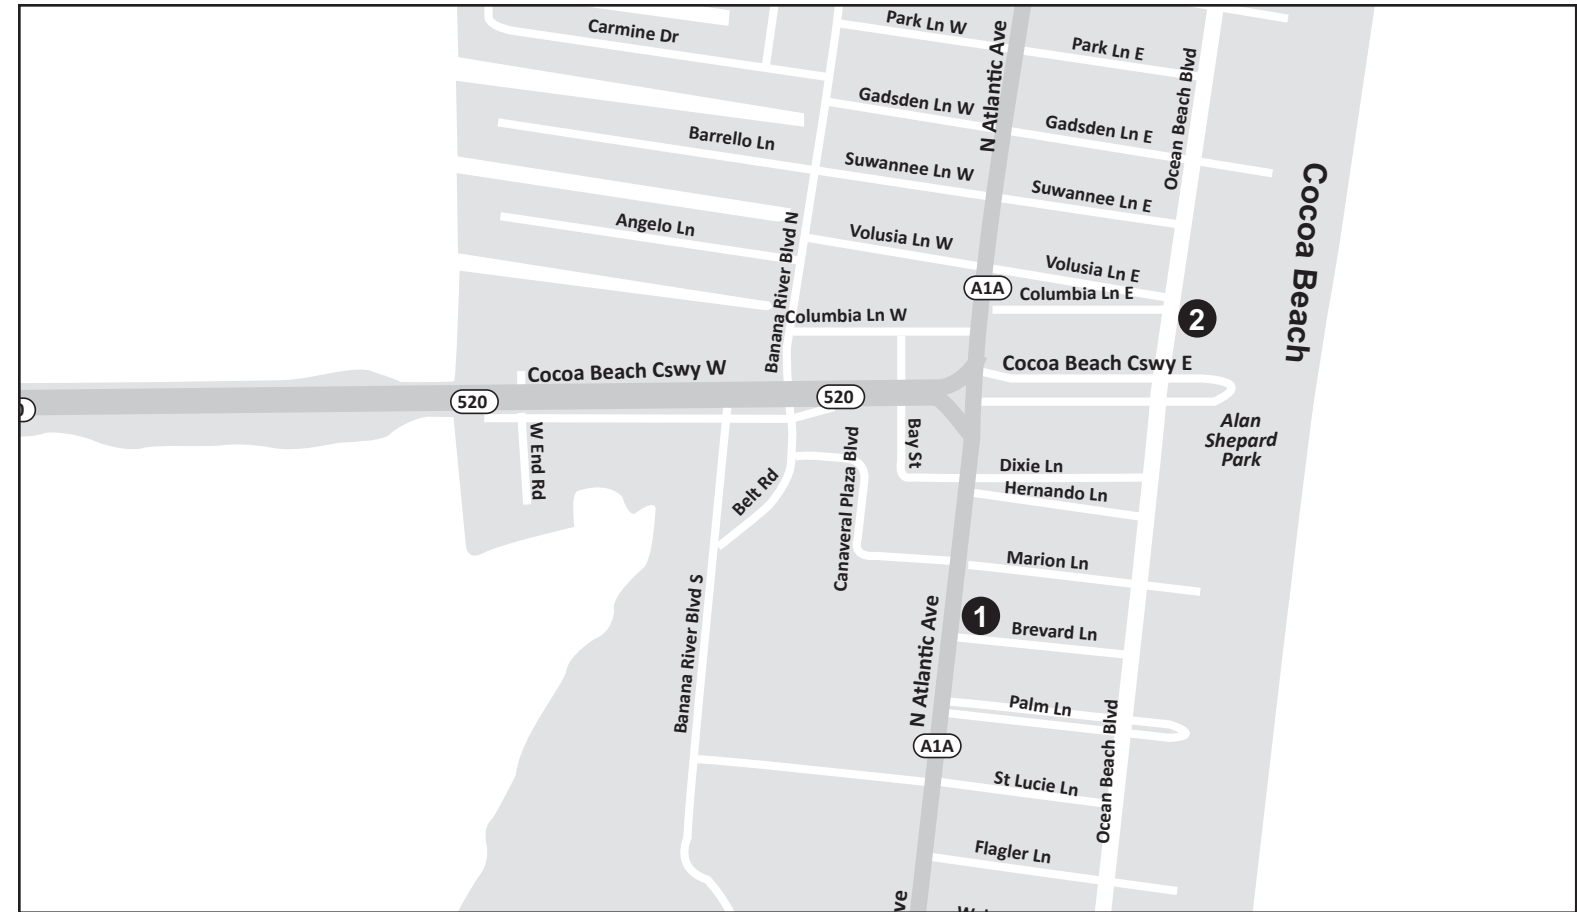 Park Ln W
Carmine Dr
N Atlantic Ave
Park Ln E
Ocean Beach Blvd
Gadsden Ln W
Gadsden Ln E
Barrello Ln
Suwannee Ln W
Suwannee Ln E
Cocoa Beach
Angelo Ln
Banana River Blvd N
Volusia Ln W
Volusia Ln E
A1A
Columbia Ln E
Columbia Ln W
2
Cocoa Beach Cswy W
Cocoa Beach Cswy E
520
520
Alan
Shepard
Park
W End Rd
Bay St
Canaveral Plaza Blvd
Belt Rd
Dixie Ln
Hernando Ln
Marion Ln
Banana River Blvd S
N Atlantic Ave
1
Brevard Ln
Palm Ln
Ocean Beach Blvd
A1A
St Lucie Ln
Flagler Ln